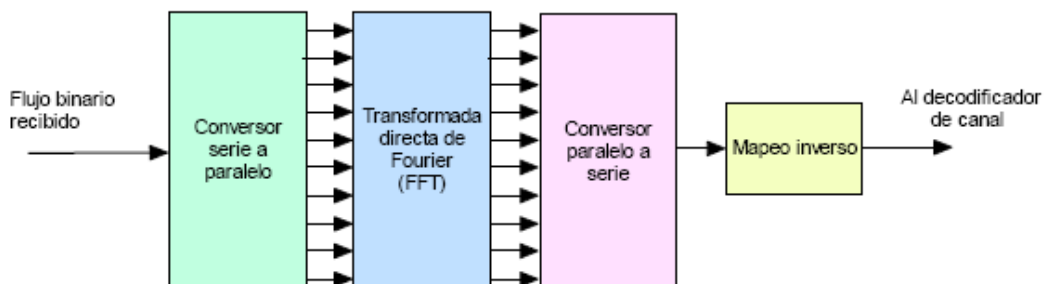 Flujo binario
recibido
Conversor
serie a
paralelo
Transformada
directa de
Fourier
(FFT)
Conversor
paralelo a
serie
Mapeo inverso
Al decodificador
de canal